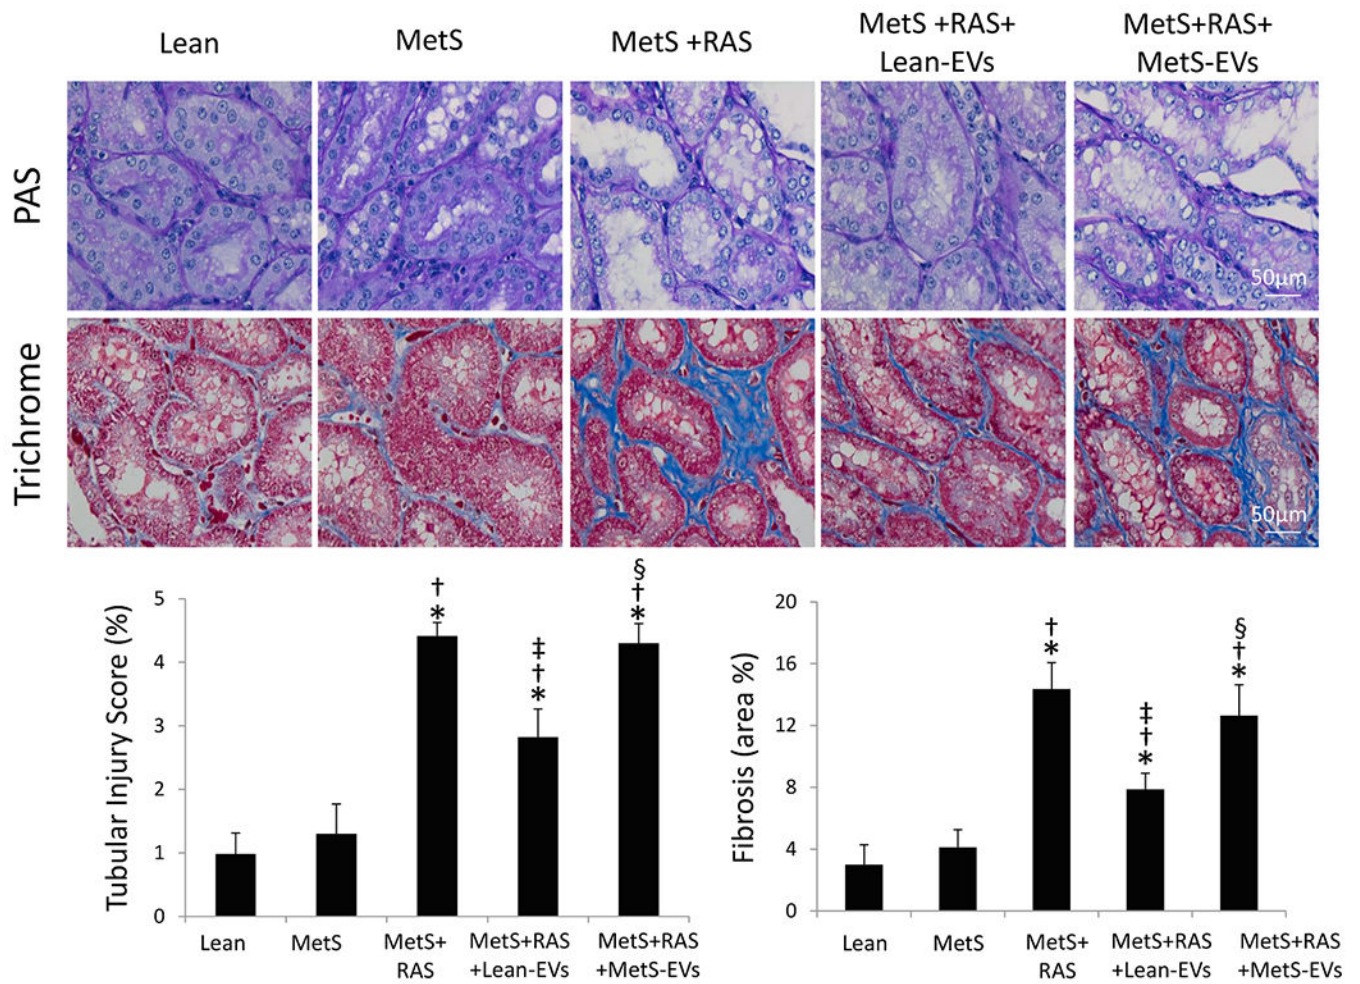 Lean
MetS
MetS +RAS
MetS +RAS+
Lean-EVs
MetS+RAS+
MetS-EVs
PAS
50µm
Trichrome
50µm
Tubular Injury Score (%)
5
4
3
2
1
0
†
*
‡
†
*
§
†
*
Lean
MetS
MetS+
RAS
MetS+RAS
+Lean-EVs
MetS+RAS
+MetS-EVs
Fibrosis (area %)
20
16
12
8
4
0
†
*
‡
†
*
§
†
*
Lean
MetS
MetS+
RAS
MetS+RAS
+Lean-EVs
MetS+RAS
+MetS-EVs